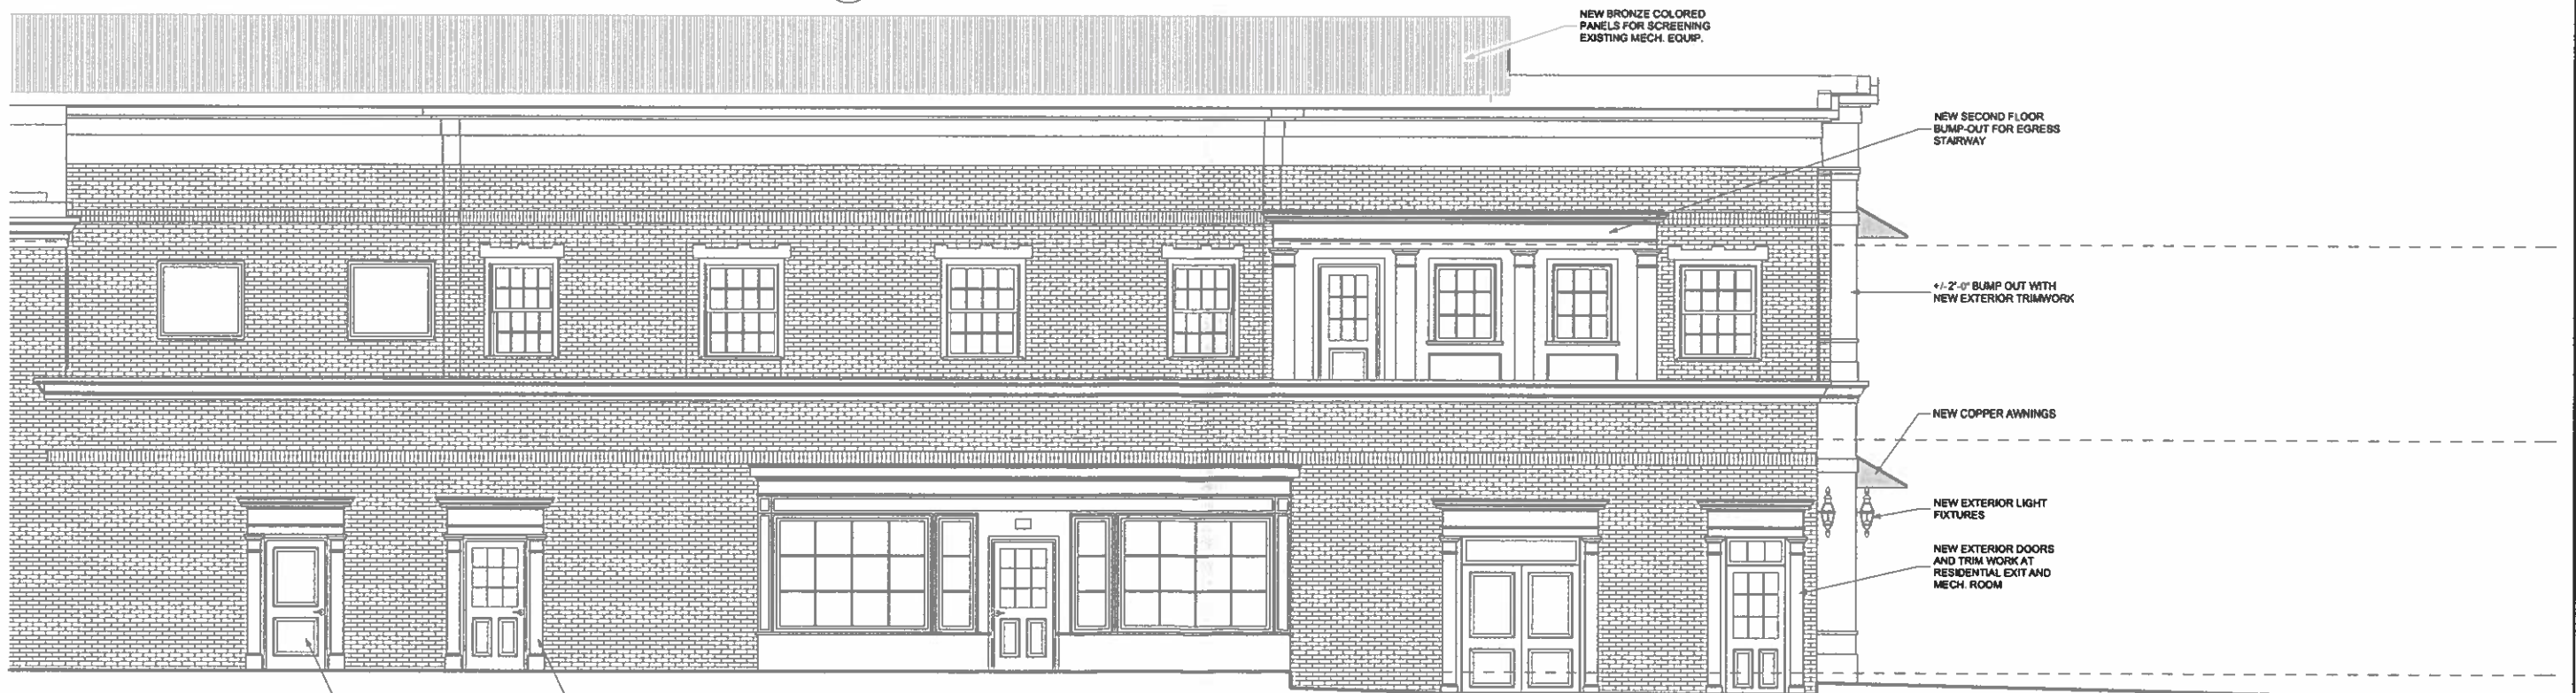 NEW BRONZE COLORED
PANELS FOR SCREENING
EXISTING MECH. EQUIP.
NEW SECOND FLOOR
BUMP-OUT FOR EGRESS
STAIRWAY
+/-2'-0" BUMP OUT WITH
NEW EXTERIOR TRIMWORK
NEW COPPER AWNINGS
NEW EXTERIOR LIGHT
FIXTURES
NEW EXTERIOR DOORS
AND TRIM WORK AT
RESIDENTIAL EXIT AND
MECH. ROOM